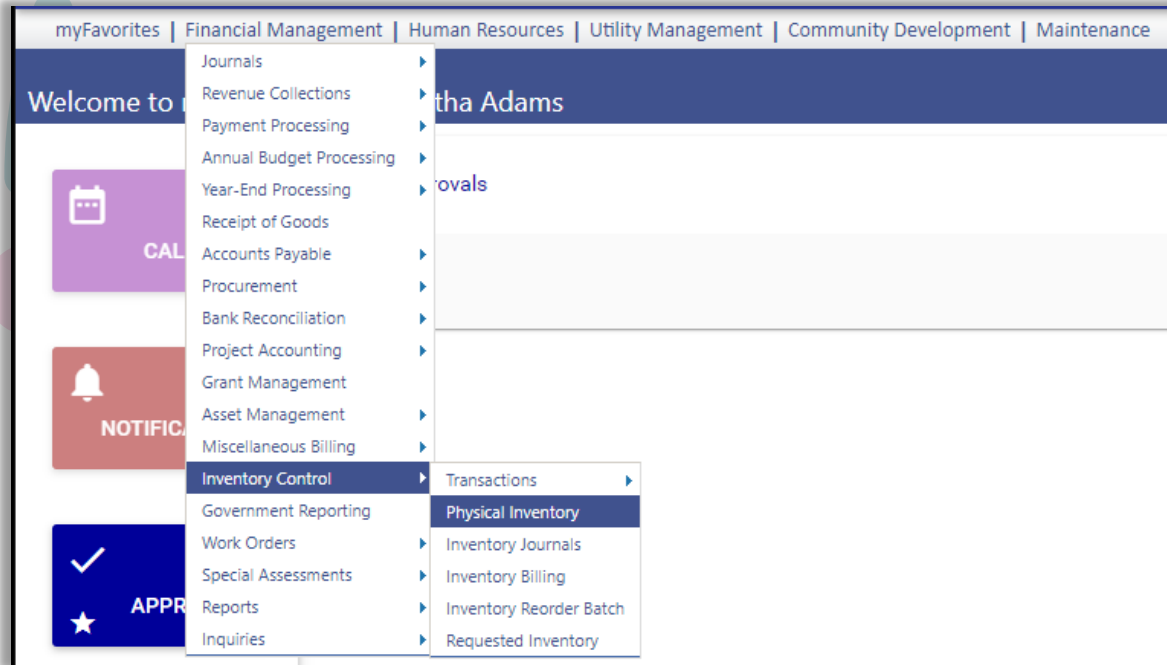 myFavorites | Financial Management | Human Resources | Utility Management | Community Development | Maintenance
Welcome to tha Adams
ovals
CAL
NOTIFIC
APPR
Journals
Revenue Collections
Payment Processing
Annual Budget Processing
Year-End Processing
Receipt of Goods
Accounts Payable
Procurement
Bank Reconciliation
Project Accounting
Grant Management
Asset Management
Miscellaneous Billing
Inventory Control
Government Reporting
Work Orders
Special Assessments
Reports
Inquiries
Transactions
Physical Inventory
Inventory Journals
Inventory Billing
Inventory Reorder Batch
Requested Inventory